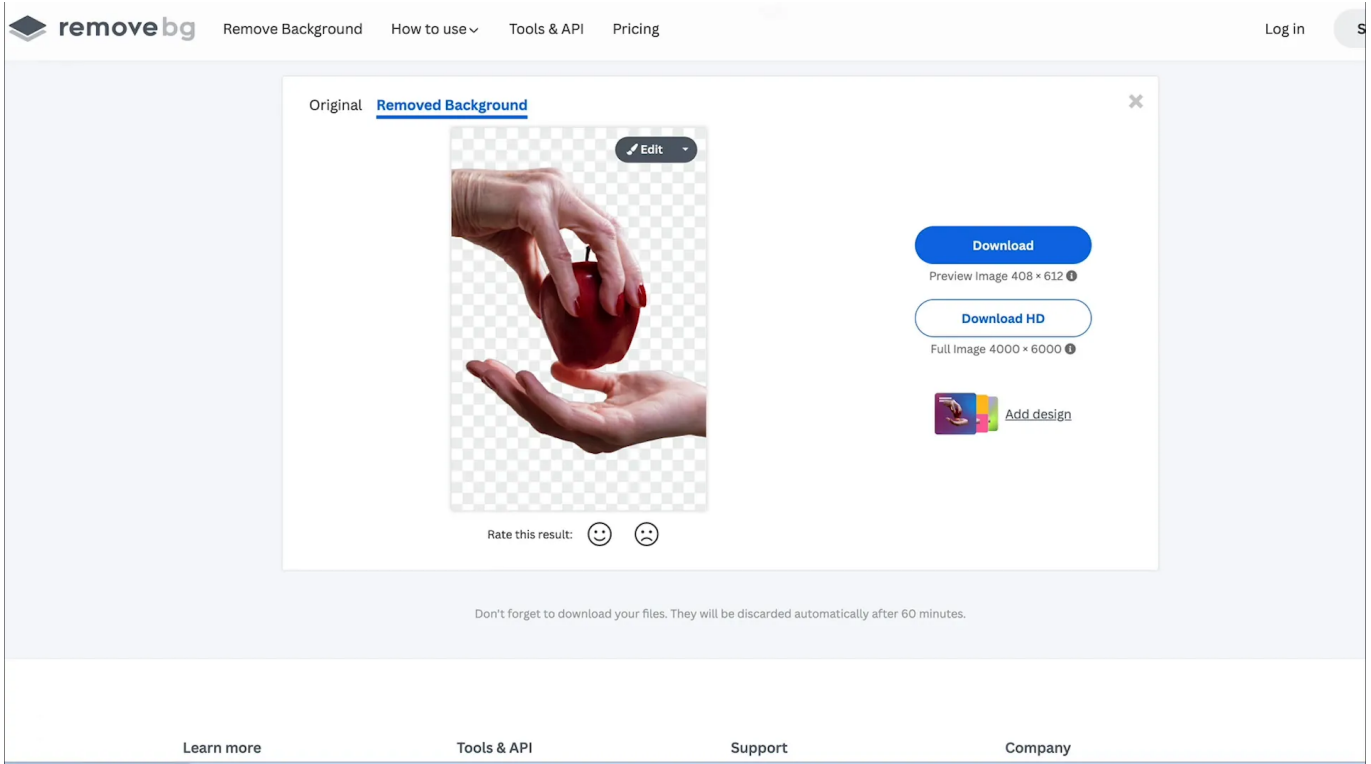 removebg Remove Background How to use Tools & API Pricing Log in S
Original Removed Background
Edit
Download
Preview Image 408 × 612
Download HD
Full Image 4000 × 6000
Add design
Rate this result:
Don't forget to download your files. They will be discarded automatically after 60 minutes.
Learn more Tools & API Support Company